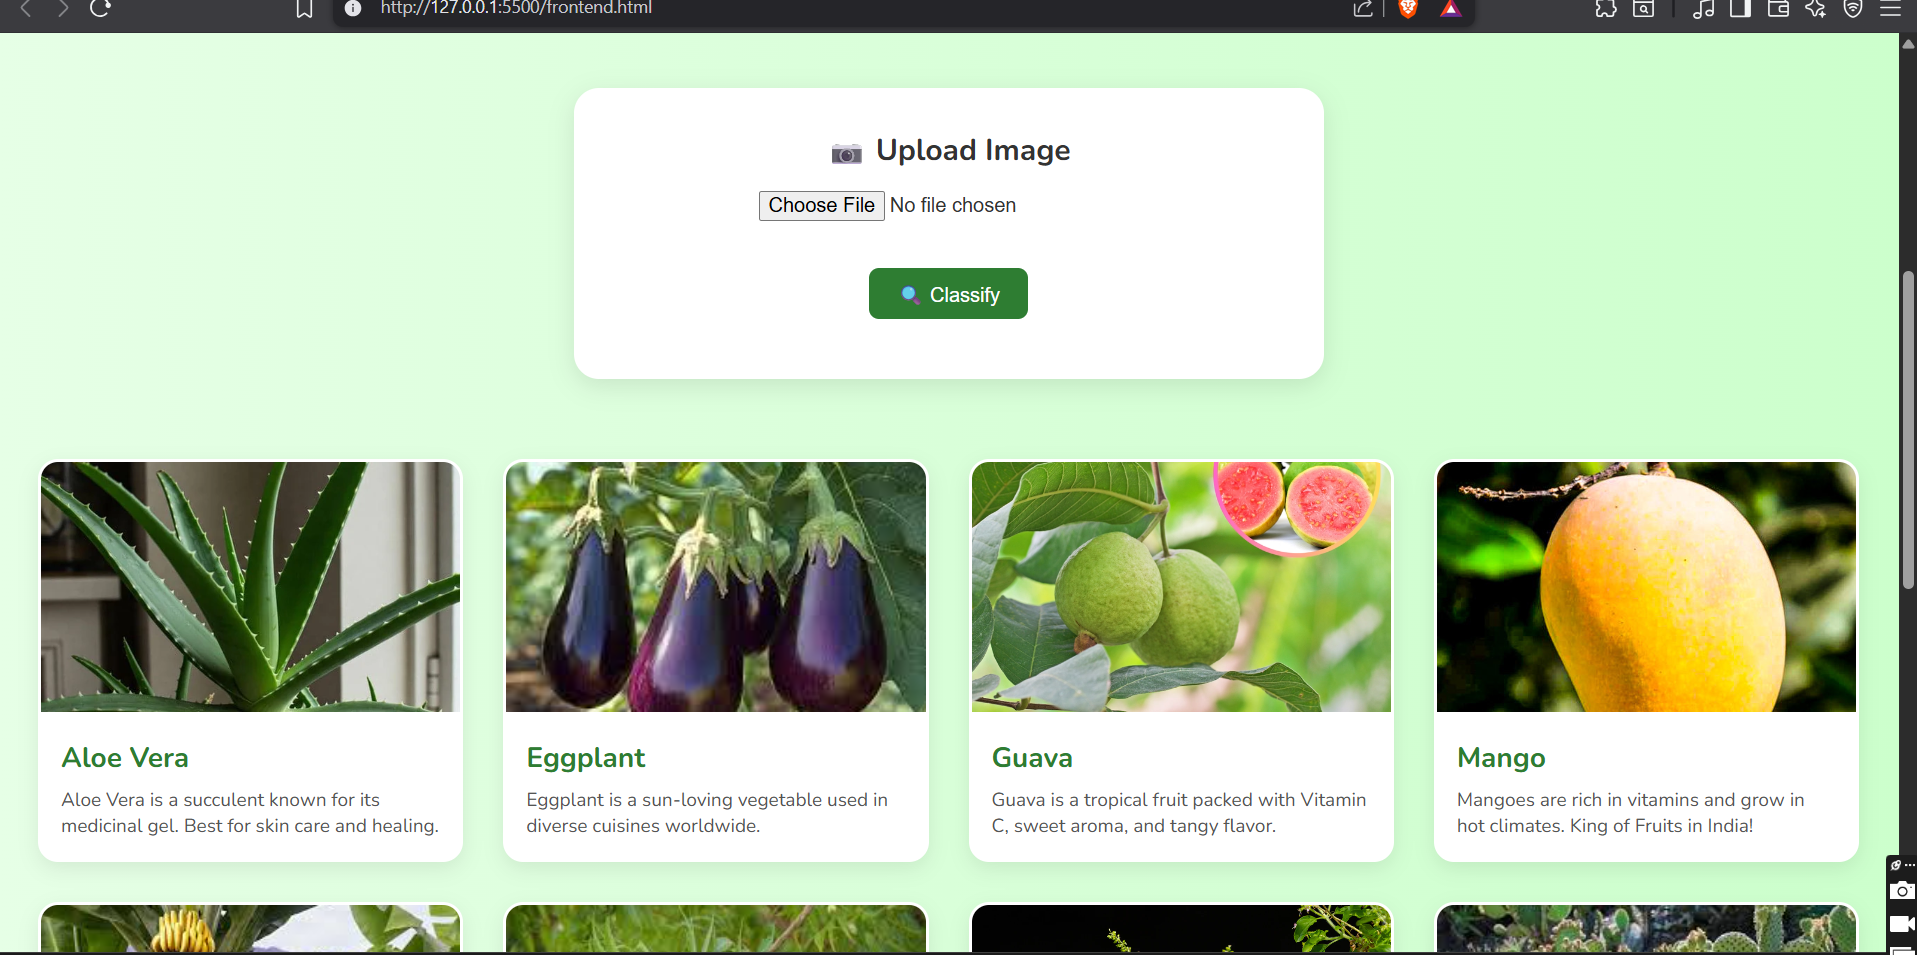 http://127.0.0.1:5500/frontend.html
Upload Image
Choose File No file chosen
Classify
Aloe Vera
Aloe Vera is a succulent known for its
medicinal gel. Best for skin care and healing.
Eggplant
Eggplant is a sun-loving vegetable used in
diverse cuisines worldwide.
Guava
Guava is a tropical fruit packed with Vitamin
C, sweet aroma, and tangy flavor.
Mango
Mangoes are rich in vitamins and grow in
hot climates. King of Fruits in India!